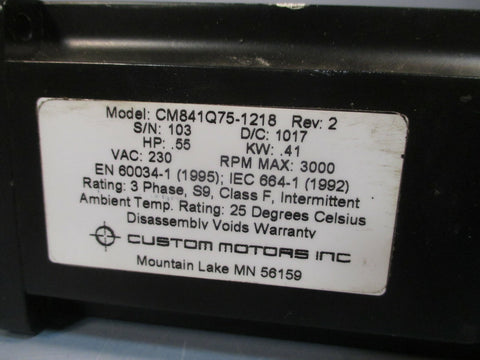 Model: CM841Q75-1218 Rev: 2
S/N: 103 D/C: 1017
HP: .55 KW: .41
VAC: 230 RPM MAX: 3000
EN 60034-1 (1995); IEC 664-1 (1992)
Rating: 3 Phase, S9, Class F, Intermittent
Ambient Temp. Rating: 25 Degrees Celsius
Disassembly Voids Warranty
CUSTOM MOTORS INC
Mountain Lake MN 56159